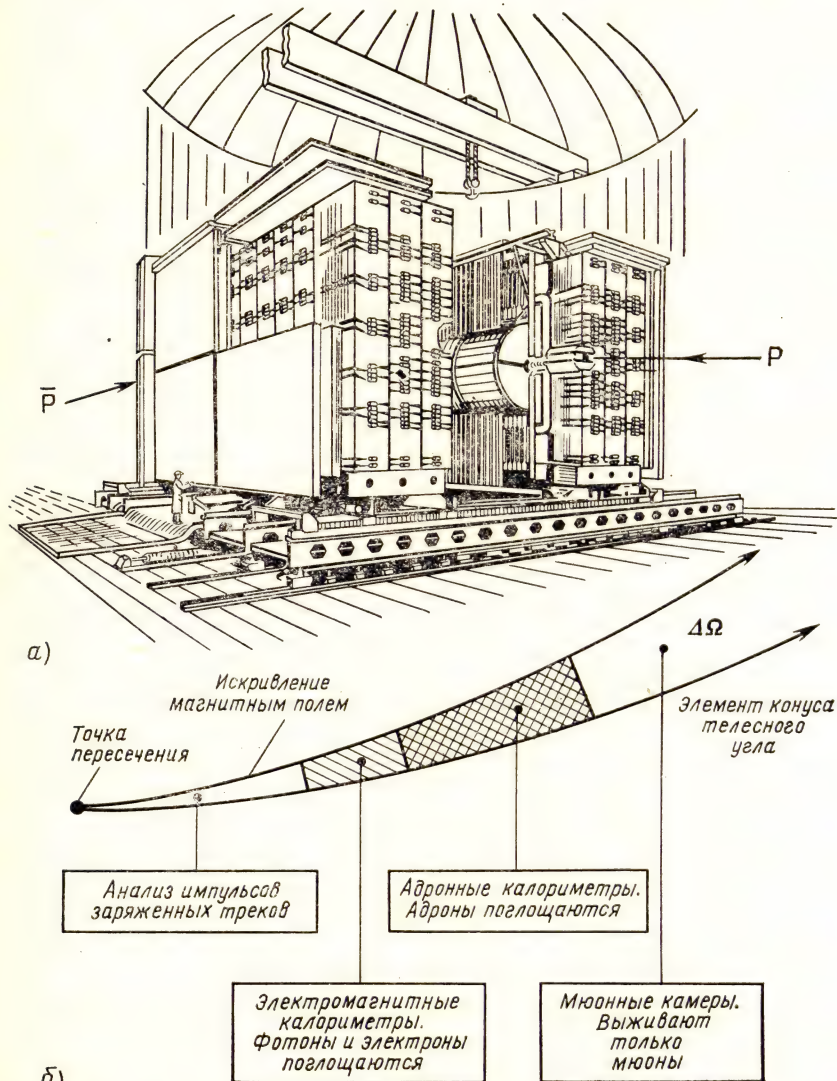 P̅
P
а)
ΔΩ
Искривление
магнитным полем
Точка
пересечения
Элемент конуса
телесного
угла
Анализ импульсов
заряженных треков
Адронные калориметры.
Адроны поглощаются
Электромагнитные
калориметры.
Фотоны и электроны
поглощаются
Мюонные камеры.
Выживают
только
мюоны
б)